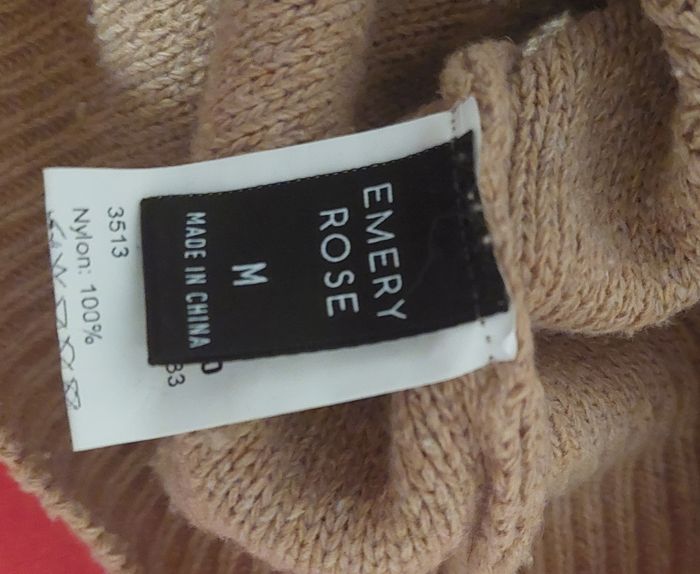 EMERY
ROSE
M
MADE IN CHINA
3513
Nylon: 100%